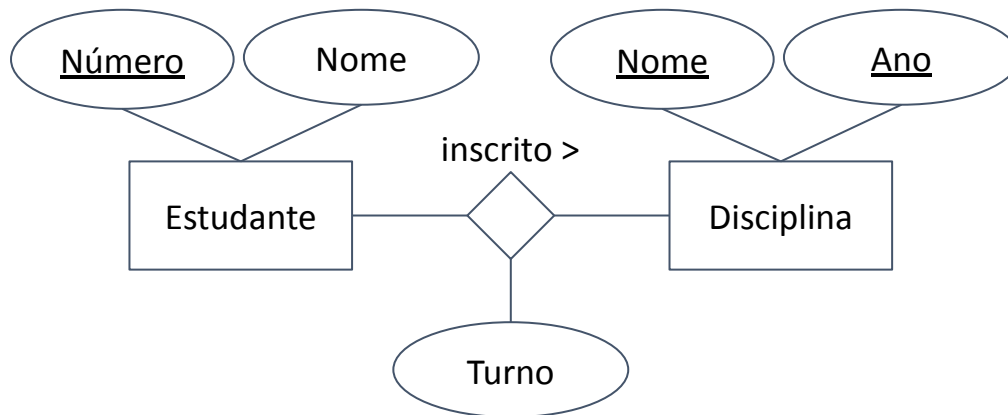 Número
Nome
Nome
Ano
inscrito >
Estudante
Disciplina
Turno